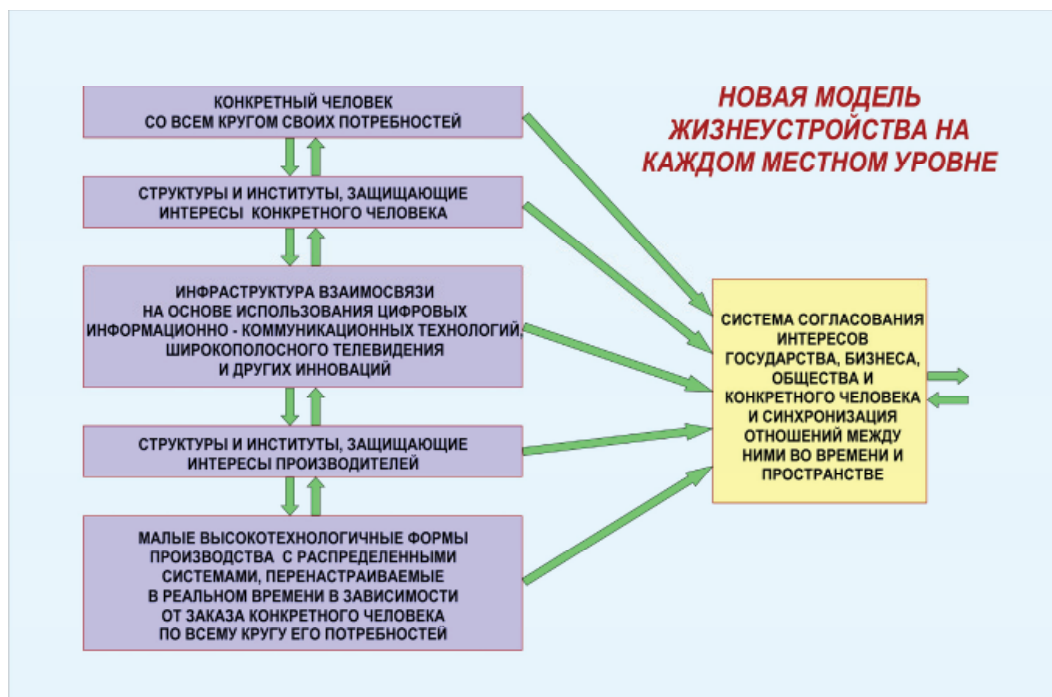 НОВАЯ МОДЕЛЬ
ЖИЗНЕУСТРОЙСТВА НА
КАЖДОМ МЕСТНОМ УРОВНЕ
КОНКРЕТНЫЙ ЧЕЛОВЕК
СО ВСЕМ КРУГОМ СВОИХ ПОТРЕБНОСТЕЙ
СТРУКТУРЫ И ИНСТИТУТЫ, ЗАЩИЩАЮЩИЕ
ИНТЕРЕСЫ КОНКРЕТНОГО ЧЕЛОВЕКА
ИНФРАСТРУКТУРА ВЗАИМОСВЯЗИ
НА ОСНОВЕ ИСПОЛЬЗОВАНИЯ ЦИФРОВЫХ
ИНФОРМАЦИОННО - КОММУНИКАЦИОННЫХ ТЕХНОЛОГИЙ,
ШИРОКОПОЛОСНОГО ТЕЛЕВИДЕНИЯ
И ДРУГИХ ИННОВАЦИЙ
СТРУКТУРЫ И ИНСТИТУТЫ, ЗАЩИЩАЮЩИЕ
ИНТЕРЕСЫ ПРОИЗВОДИТЕЛЕЙ
МАЛЫЕ ВЫСОКОТЕХНОЛОГИЧНЫЕ ФОРМЫ
ПРОИЗВОДСТВА С РАСПРЕДЕЛЕННЫМИ
СИСТЕМАМИ, ПЕРЕНАСТРАИВАЕМЫЕ
В РЕАЛЬНОМ ВРЕМЕНИ В ЗАВИСИМОСТИ
ОТ ЗАКАЗА КОНКРЕТНОГО ЧЕЛОВЕКА
ПО ВСЕМУ КРУГУ ЕГО ПОТРЕБНОСТЕЙ
СИСТЕМА СОГЛАСОВАНИЯ
ИНТЕРЕСОВ
ГОСУДАРСТВА, БИЗНЕСА,
ОБЩЕСТВА И
КОНКРЕТНОГО ЧЕЛОВЕКА
И СИНХРОНИЗАЦИЯ
ОТНОШЕНИЙ МЕЖДУ
НИМИ ВО ВРЕМЕНИ И
ПРОСТРАНСТВЕ